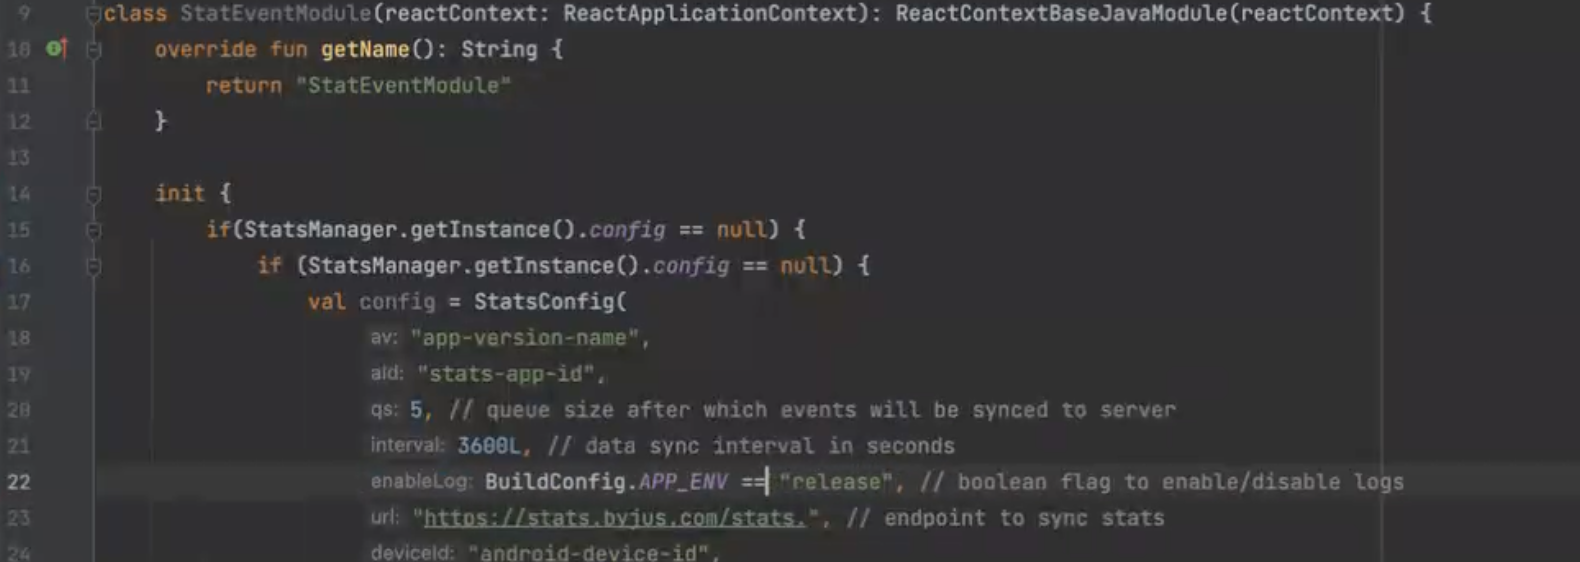 9 class StatEventModule(reactContext: ReactApplicationContext): ReactContextBaseJavaModule(reactContext) {
10 override fun getName(): String {
11 return "StatEventModule"
12 }
13
14 init {
15 if(StatsManager.getInstance().config == null) {
16 if (StatsManager.getInstance().config == null) {
17 val config = StatsConfig(
18 av: "app-version-name",
19 aId: "stats-app-id",
20 qs: 5, // queue size after which events will be synced to server
21 interval: 3600L, // data sync interval in seconds
22 enableLog: BuildConfig.APP_ENV == "release", // boolean flag to enable/disable logs
23 url: "https://stats.byjus.com/stats.", // endpoint to sync stats
24 deviceId: "android-device-id",